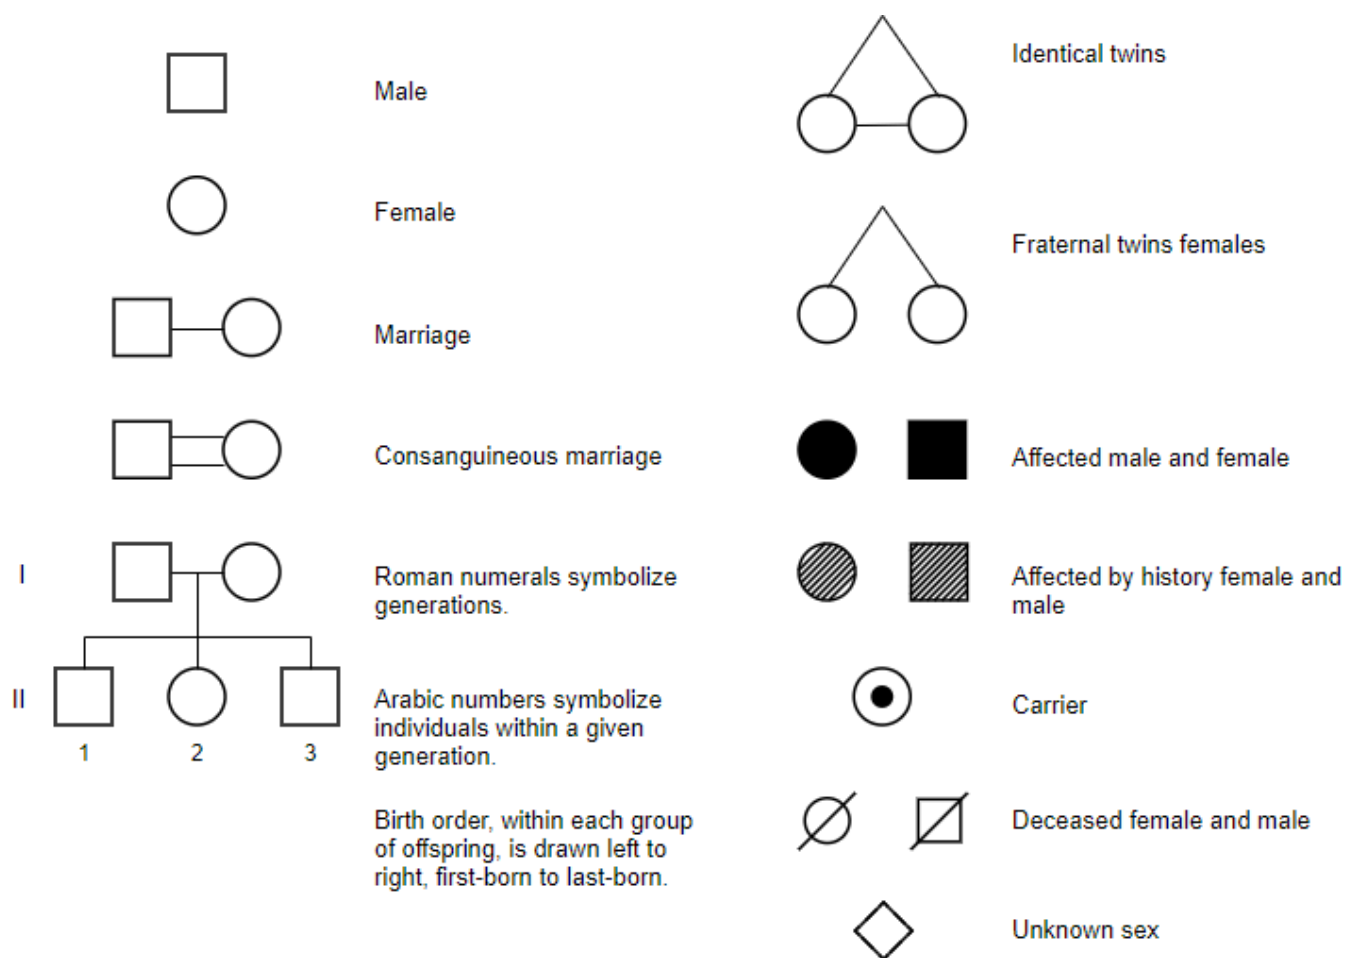 Male
Female
Marriage
Consanguineous marriage
I
Roman numerals symbolize
generations.
II
Arabic numbers symbolize
individuals within a given
generation.
1 2 3
Birth order, within each group
of offspring, is drawn left to
right, first-born to last-born.
Identical twins
Fraternal twins females
Affected male and female
Affected by history female and
male
Carrier
Deceased female and male
Unknown sex